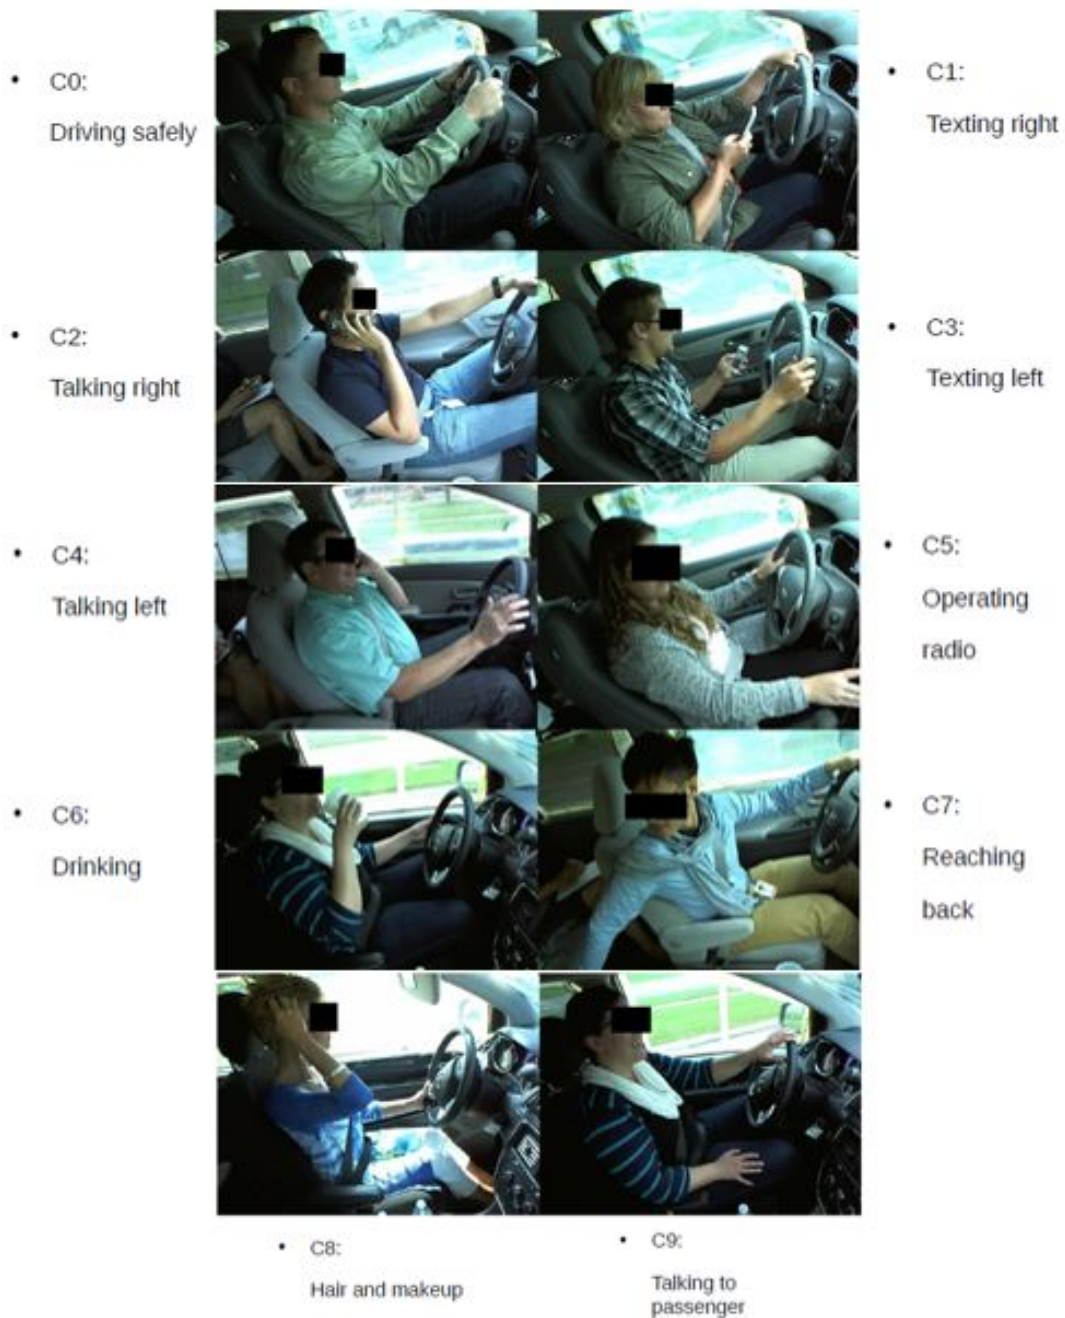 • C0:
Driving safely
• C1:
Texting right
• C2:
Talking right
• C3:
Texting left
• C4:
Talking left
• C5:
Operating
radio
• C6:
Drinking
• C7:
Reaching
back
• C8:
Hair and makeup
• C9:
Talking to
passenger